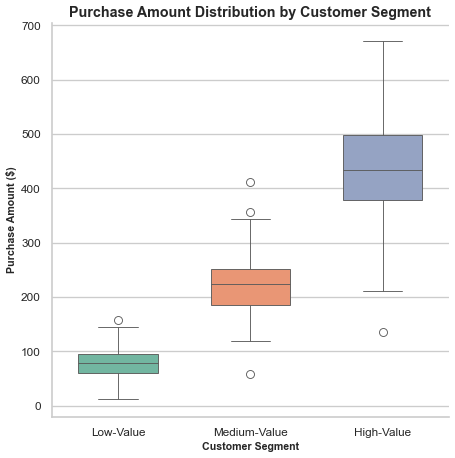 Purchase Amount Distribution by Customer Segment
700
600
500
400
300
200
100
0
Purchase Amount ($)
Low-Value
Medium-Value
High-Value
Customer Segment